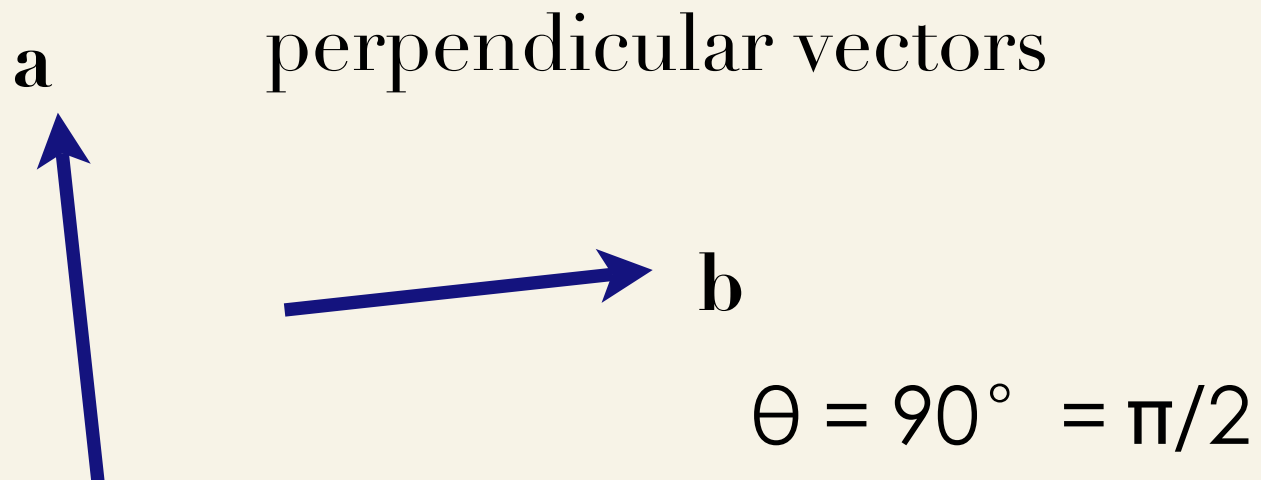 perpendicular vectors
a
b
θ = 90° = π/2